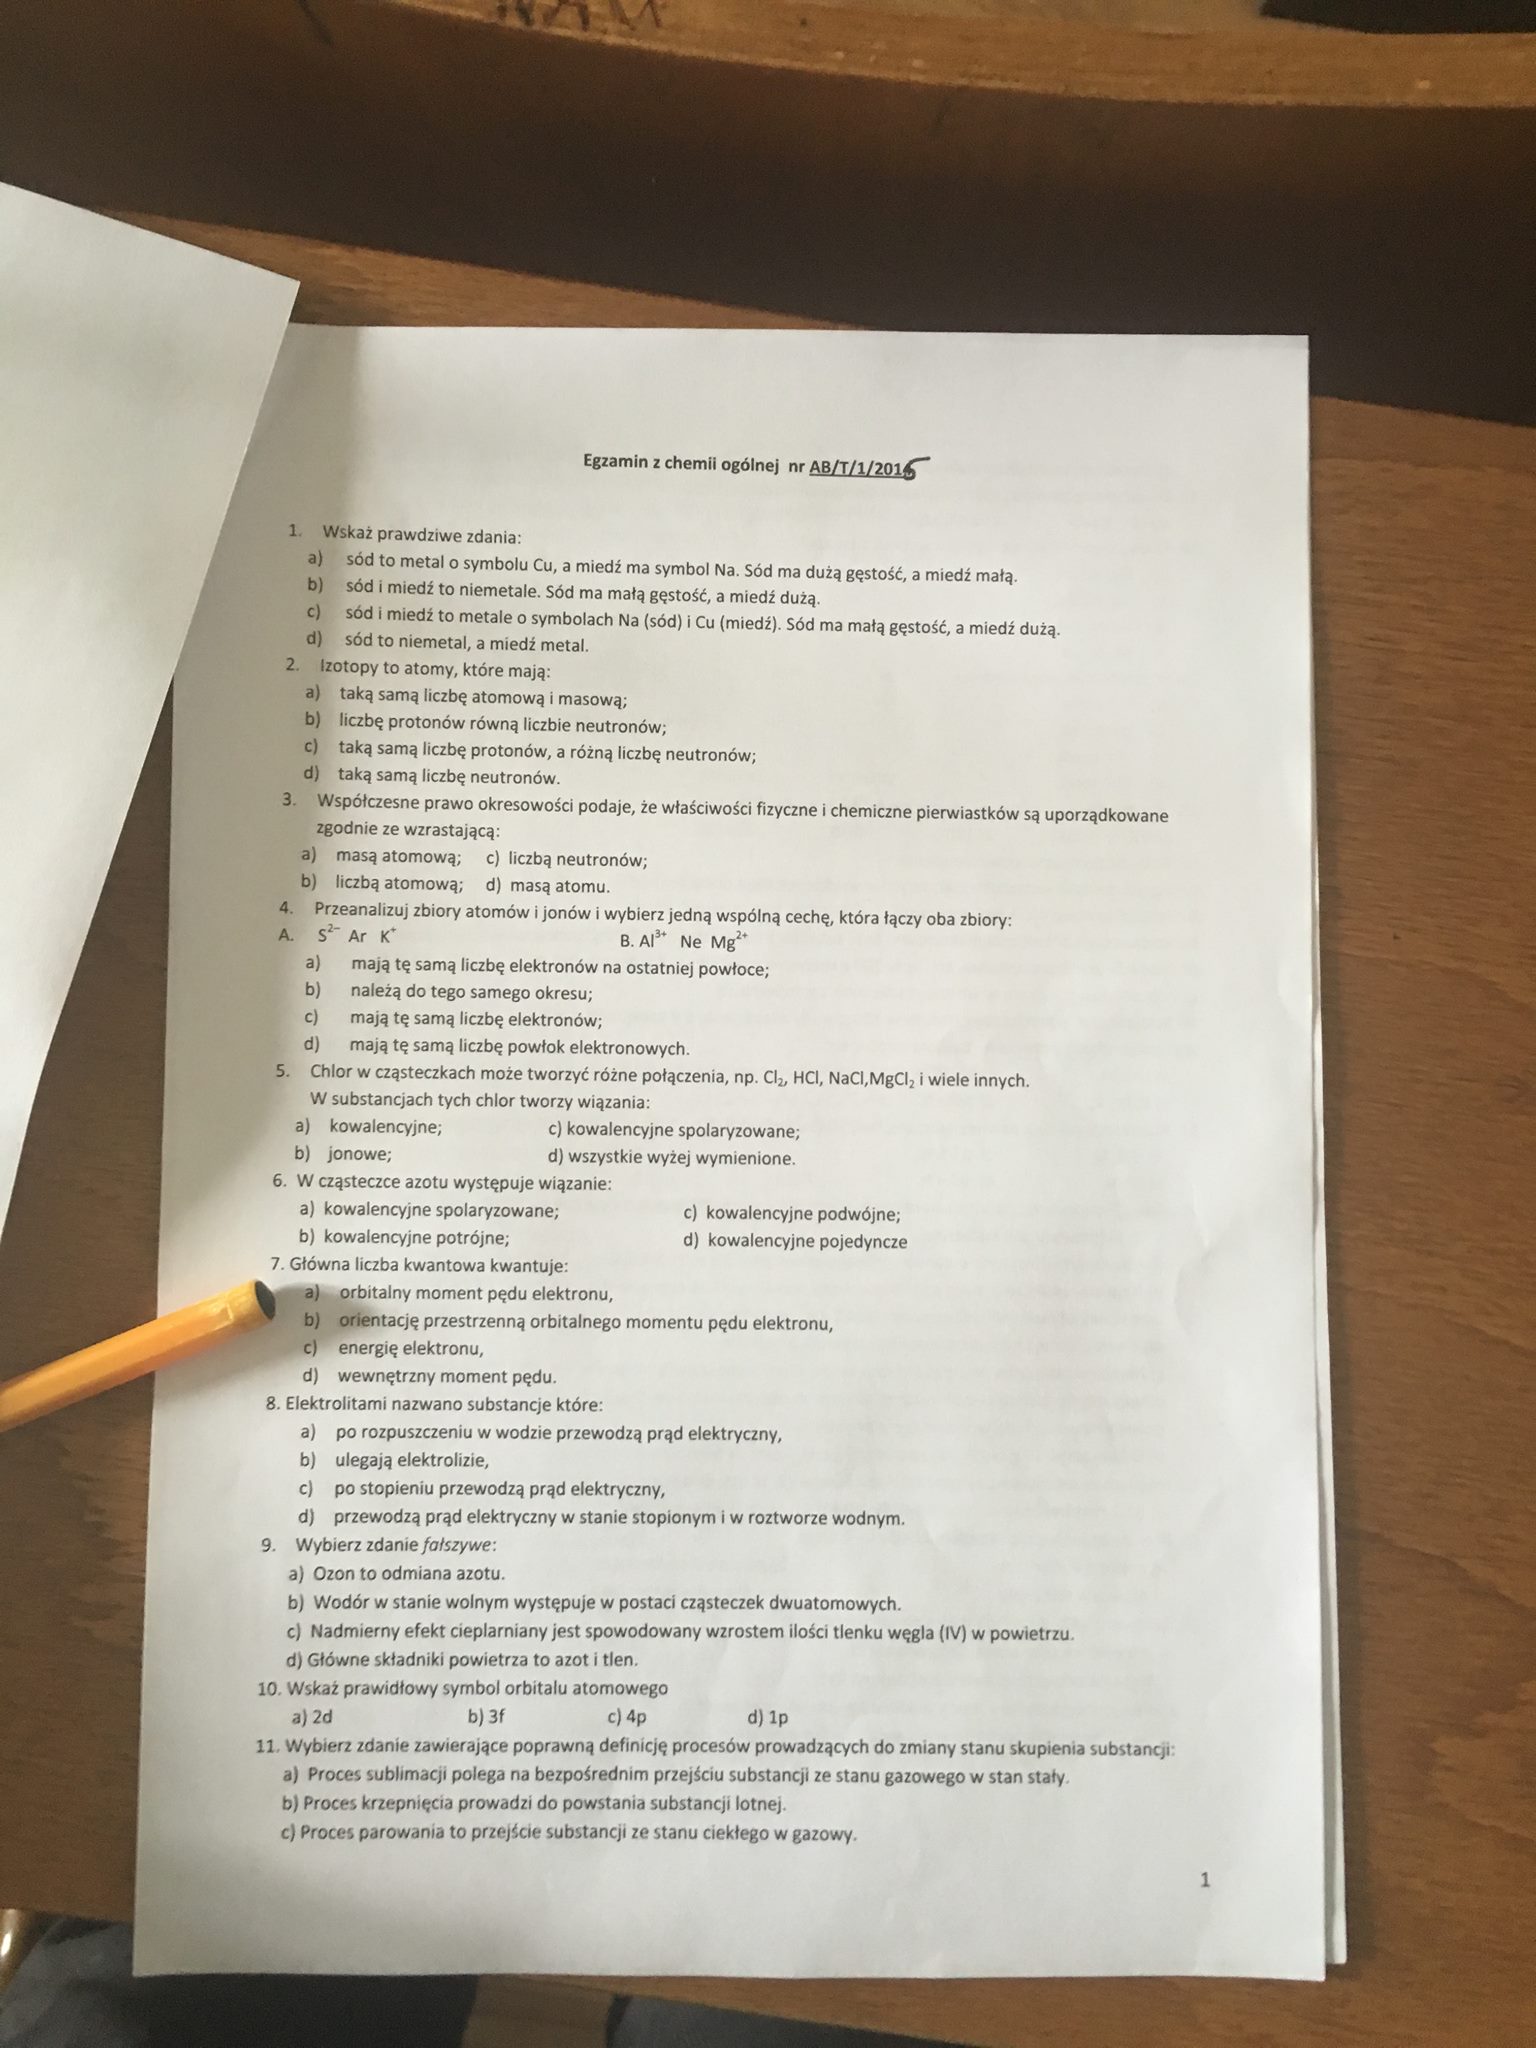 Egzamin z chemii ogólnej nr AB/T/1/2015
1. Wskaż prawdziwe zdania:
a) sód to metal o symbolu Cu, a miedź ma symbol Na. Sód ma dużą gęstość, a miedź małą.
b) sód i miedź to niemetale. Sód ma małą gęstość, a miedź dużą.
c) sód i miedź to metale o symbolach Na (sód) i Cu (miedź). Sód ma małą gęstość, a miedź dużą.
d) sód to niemetal, a miedź metal.
2. Izotopy to atomy, które mają:
a) taką samą liczbę atomową i masową;
b) liczbę protonów równą liczbie neutronów;
c) taką samą liczbę protonów, a różną liczbę neutronów;
d) taką samą liczbę neutronów.
3. Współczesne prawo okresowości podaje, że właściwości fizyczne i chemiczne pierwiastków są uporządkowane
zgodnie ze wzrastającą:
a) masą atomową; c) liczbą neutronów;
b) liczbą atomową; d) masą atomu.
4. Przeanalizuj zbiory atomów i jonów i wybierz jedną wspólną cechę, która łączy oba zbiory:
A. S²⁻ Ar K⁺ B. Al³⁺ Ne Mg²⁺
a) mają tę samą liczbę elektronów na ostatniej powłoce;
b) należą do tego samego okresu;
c) mają tę samą liczbę elektronów;
d) mają tę samą liczbę powłok elektronowych.
5. Chlor w cząsteczkach może tworzyć różne połączenia, np. Cl₂, HCl, NaCl,MgCl₂ i wiele innych.
W substancjach tych chlor tworzy wiązania:
a) kowalencyjne; c) kowalencyjne spolaryzowane;
b) jonowe; d) wszystkie wyżej wymienione.
6. W cząsteczce azotu występuje wiązanie:
a) kowalencyjne spolaryzowane; c) kowalencyjne podwójne;
b) kowalencyjne potrójne; d) kowalencyjne pojedyncze
7. Główna liczba kwantowa kwantuje:
a) orbitalny moment pędu elektronu,
b) orientację przestrzenną orbitalnego momentu pędu elektronu,
c) energię elektronu,
d) wewnętrzny moment pędu.
8. Elektrolitami nazwano substancje które:
a) po rozpuszczeniu w wodzie przewodzą prąd elektryczny,
b) ulegają elektrolizie,
c) po stopieniu przewodzą prąd elektryczny,
d) przewodzą prąd elektryczny w stanie stopionym i w roztworze wodnym.
9. Wybierz zdanie fałszywe:
a) Ozon to odmiana azotu.
b) Wodór w stanie wolnym występuje w postaci cząsteczek dwuatomowych.
c) Nadmierny efekt cieplarniany jest spowodowany wzrostem ilości tlenku węgla (IV) w powietrzu.
d) Główne składniki powietrza to azot i tlen.
10. Wskaż prawidłowy symbol orbitalu atomowego
a) 2d b) 3f c) 4p d) 1p
11. Wybierz zdanie zawierające poprawną definicję procesów prowadzących do zmiany stanu skupienia substancji:
a) Proces sublimacji polega na bezpośrednim przejściu substancji ze stanu gazowego w stan stały.
b) Proces krzepnięcia prowadzi do powstania substancji lotnej.
c) Proces parowania to przejście substancji ze stanu ciekłego w gazowy.
1